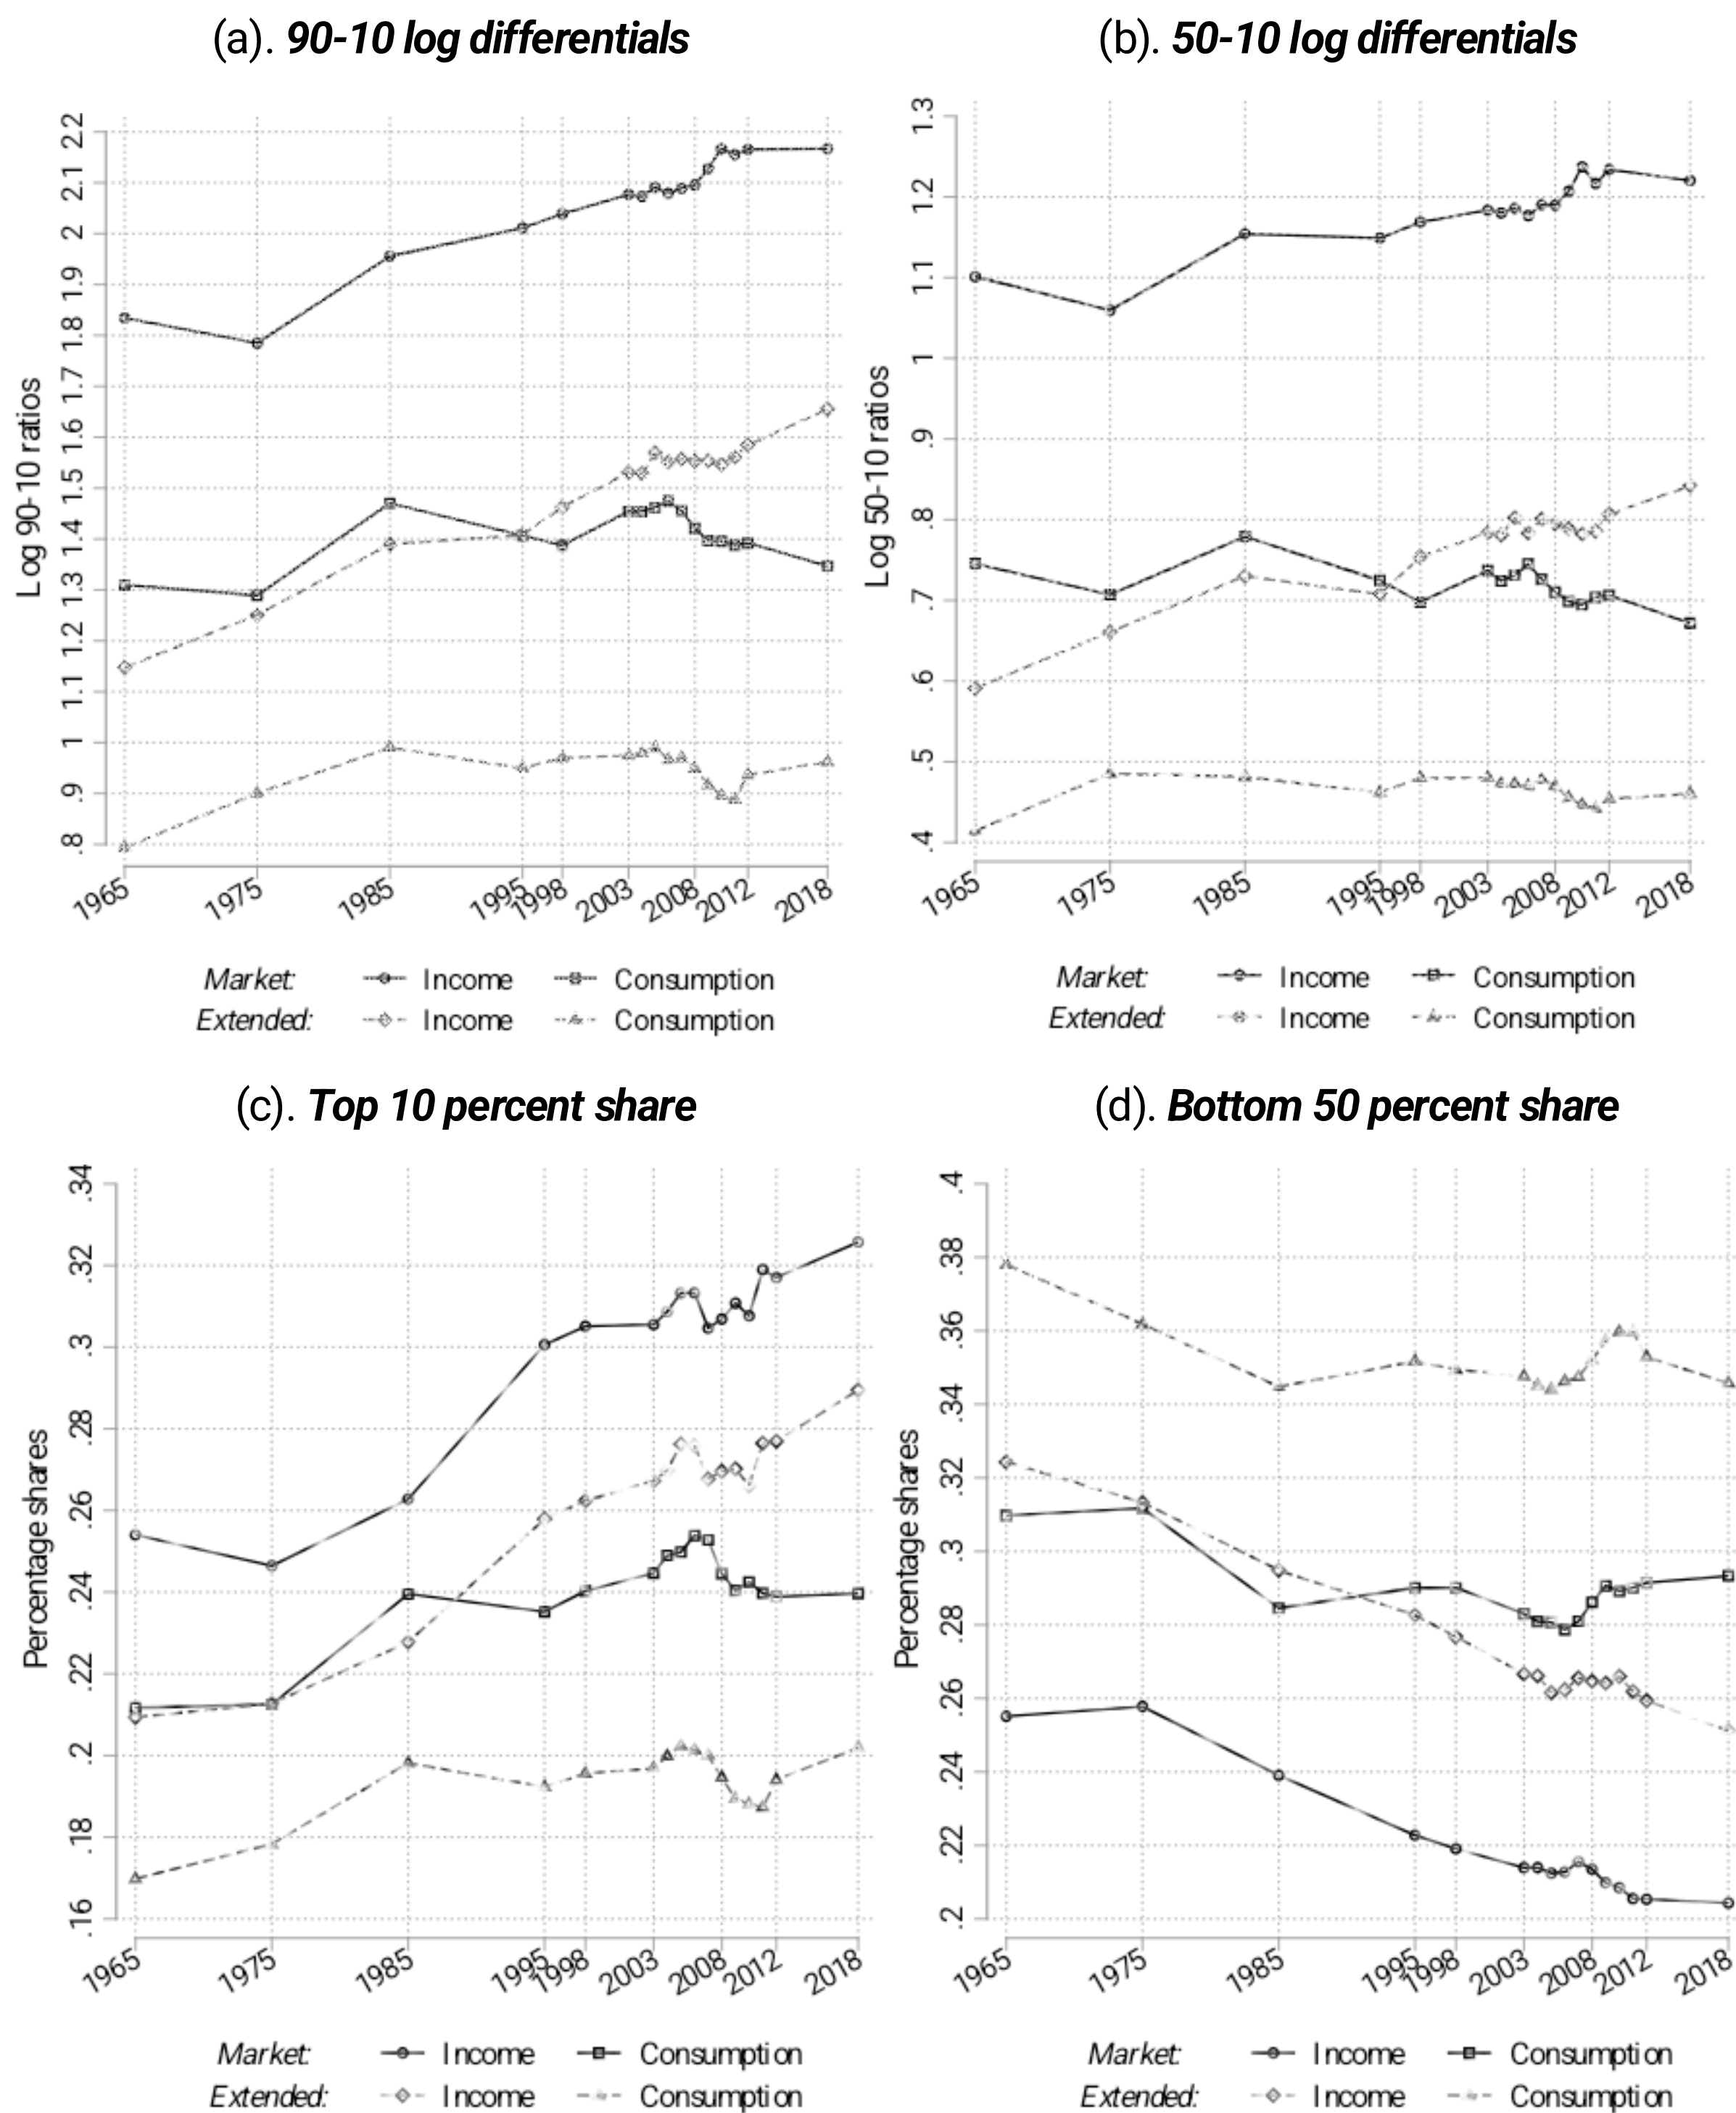 (a). 90-10 log differentials
Log 90-10 ratios
2.2
2.1
2
1.9
1.8
1.7
1.6
1.5
1.4
1.3
1.2
1.1
1
.9
.8
1965 1975 1985 1995 1998 2003 2008 2012 2018
Market: Income Consumption
Extended: Income Consumption
(b). 50-10 log differentials
Log 50-10 ratios
1.3
1.2
1.1
1
.9
.8
.7
.6
.5
.4
1965 1975 1985 1995 1998 2003 2008 2012 2018
Market: Income Consumption
Extended: Income Consumption
(c). Top 10 percent share
Percentage shares
.34
.32
.3
.28
.26
.24
.22
.2
.18
.16
1965 1975 1985 1995 1998 2003 2008 2012 2018
Market: Income Consumption
Extended: Income Consumption
(d). Bottom 50 percent share
Percentage shares
.4
.38
.36
.34
.32
.3
.28
.26
.24
.22
.2
1965 1975 1985 1995 1998 2003 2008 2012 2018
Market: Income Consumption
Extended: Income Consumption